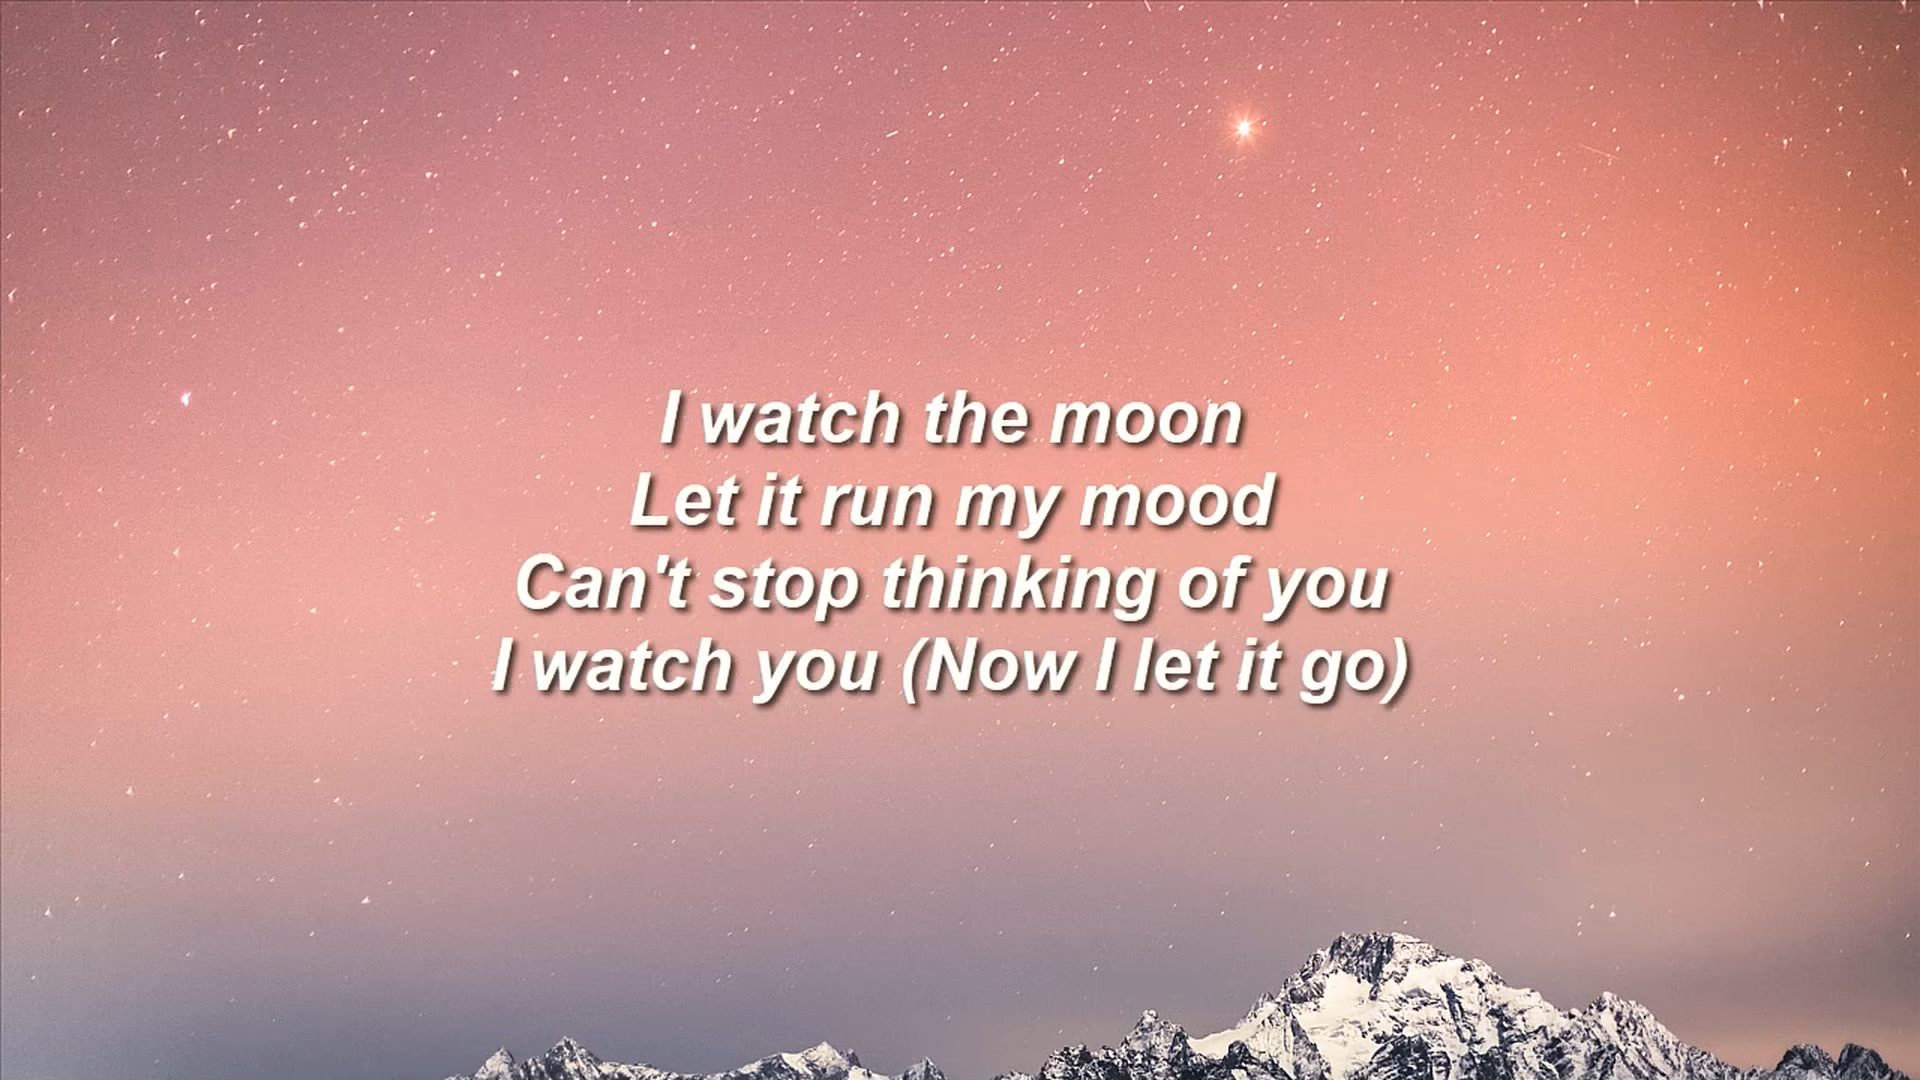 I watch the moon
Let it run my mood
Can't stop thinking of you
I watch you (Now I let it go)